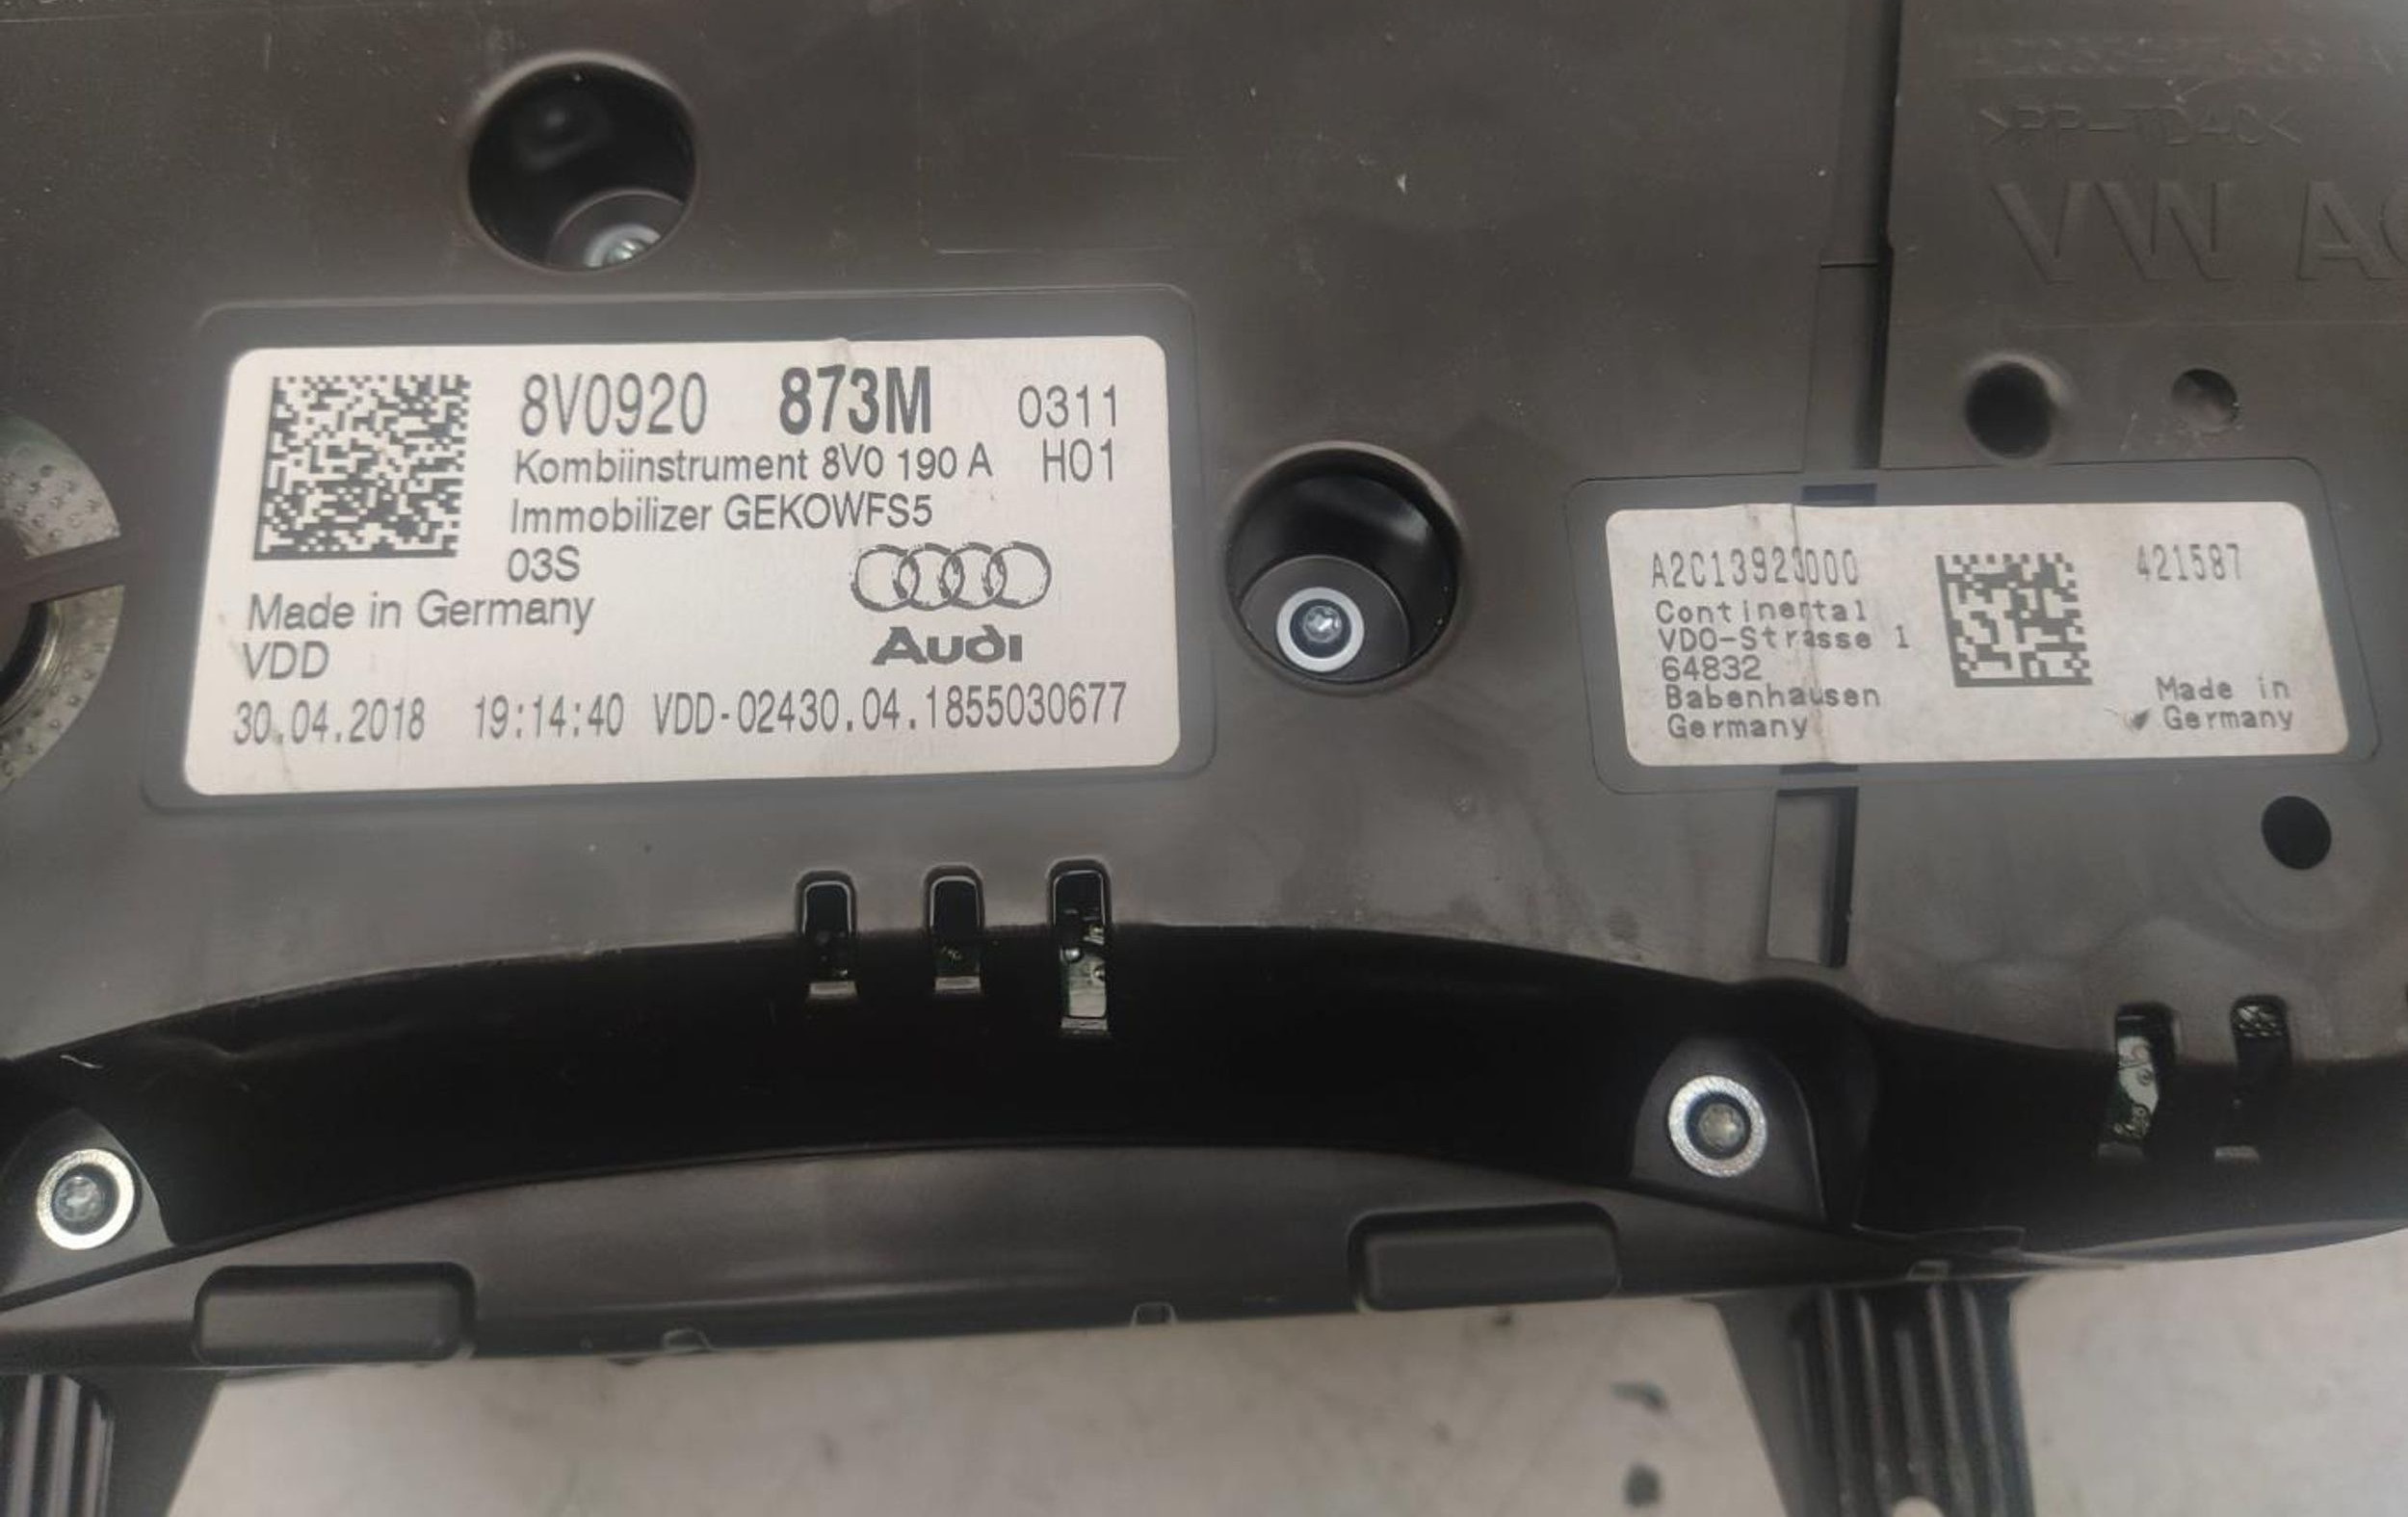 >PP-TD40<
VW AG
8V0920 873M 0311
Kombiinstrument 8V0 190 A H01
Immobilizer GEKOWFS5
03S
Made in Germany
VDD
Audi
30.04.2018 19:14:40 VDD-02430.04.1855030677
A2C13923000 421587
Continental
VDO-Strasse 1
64832
Babenhausen
Germany
Made in
Germany